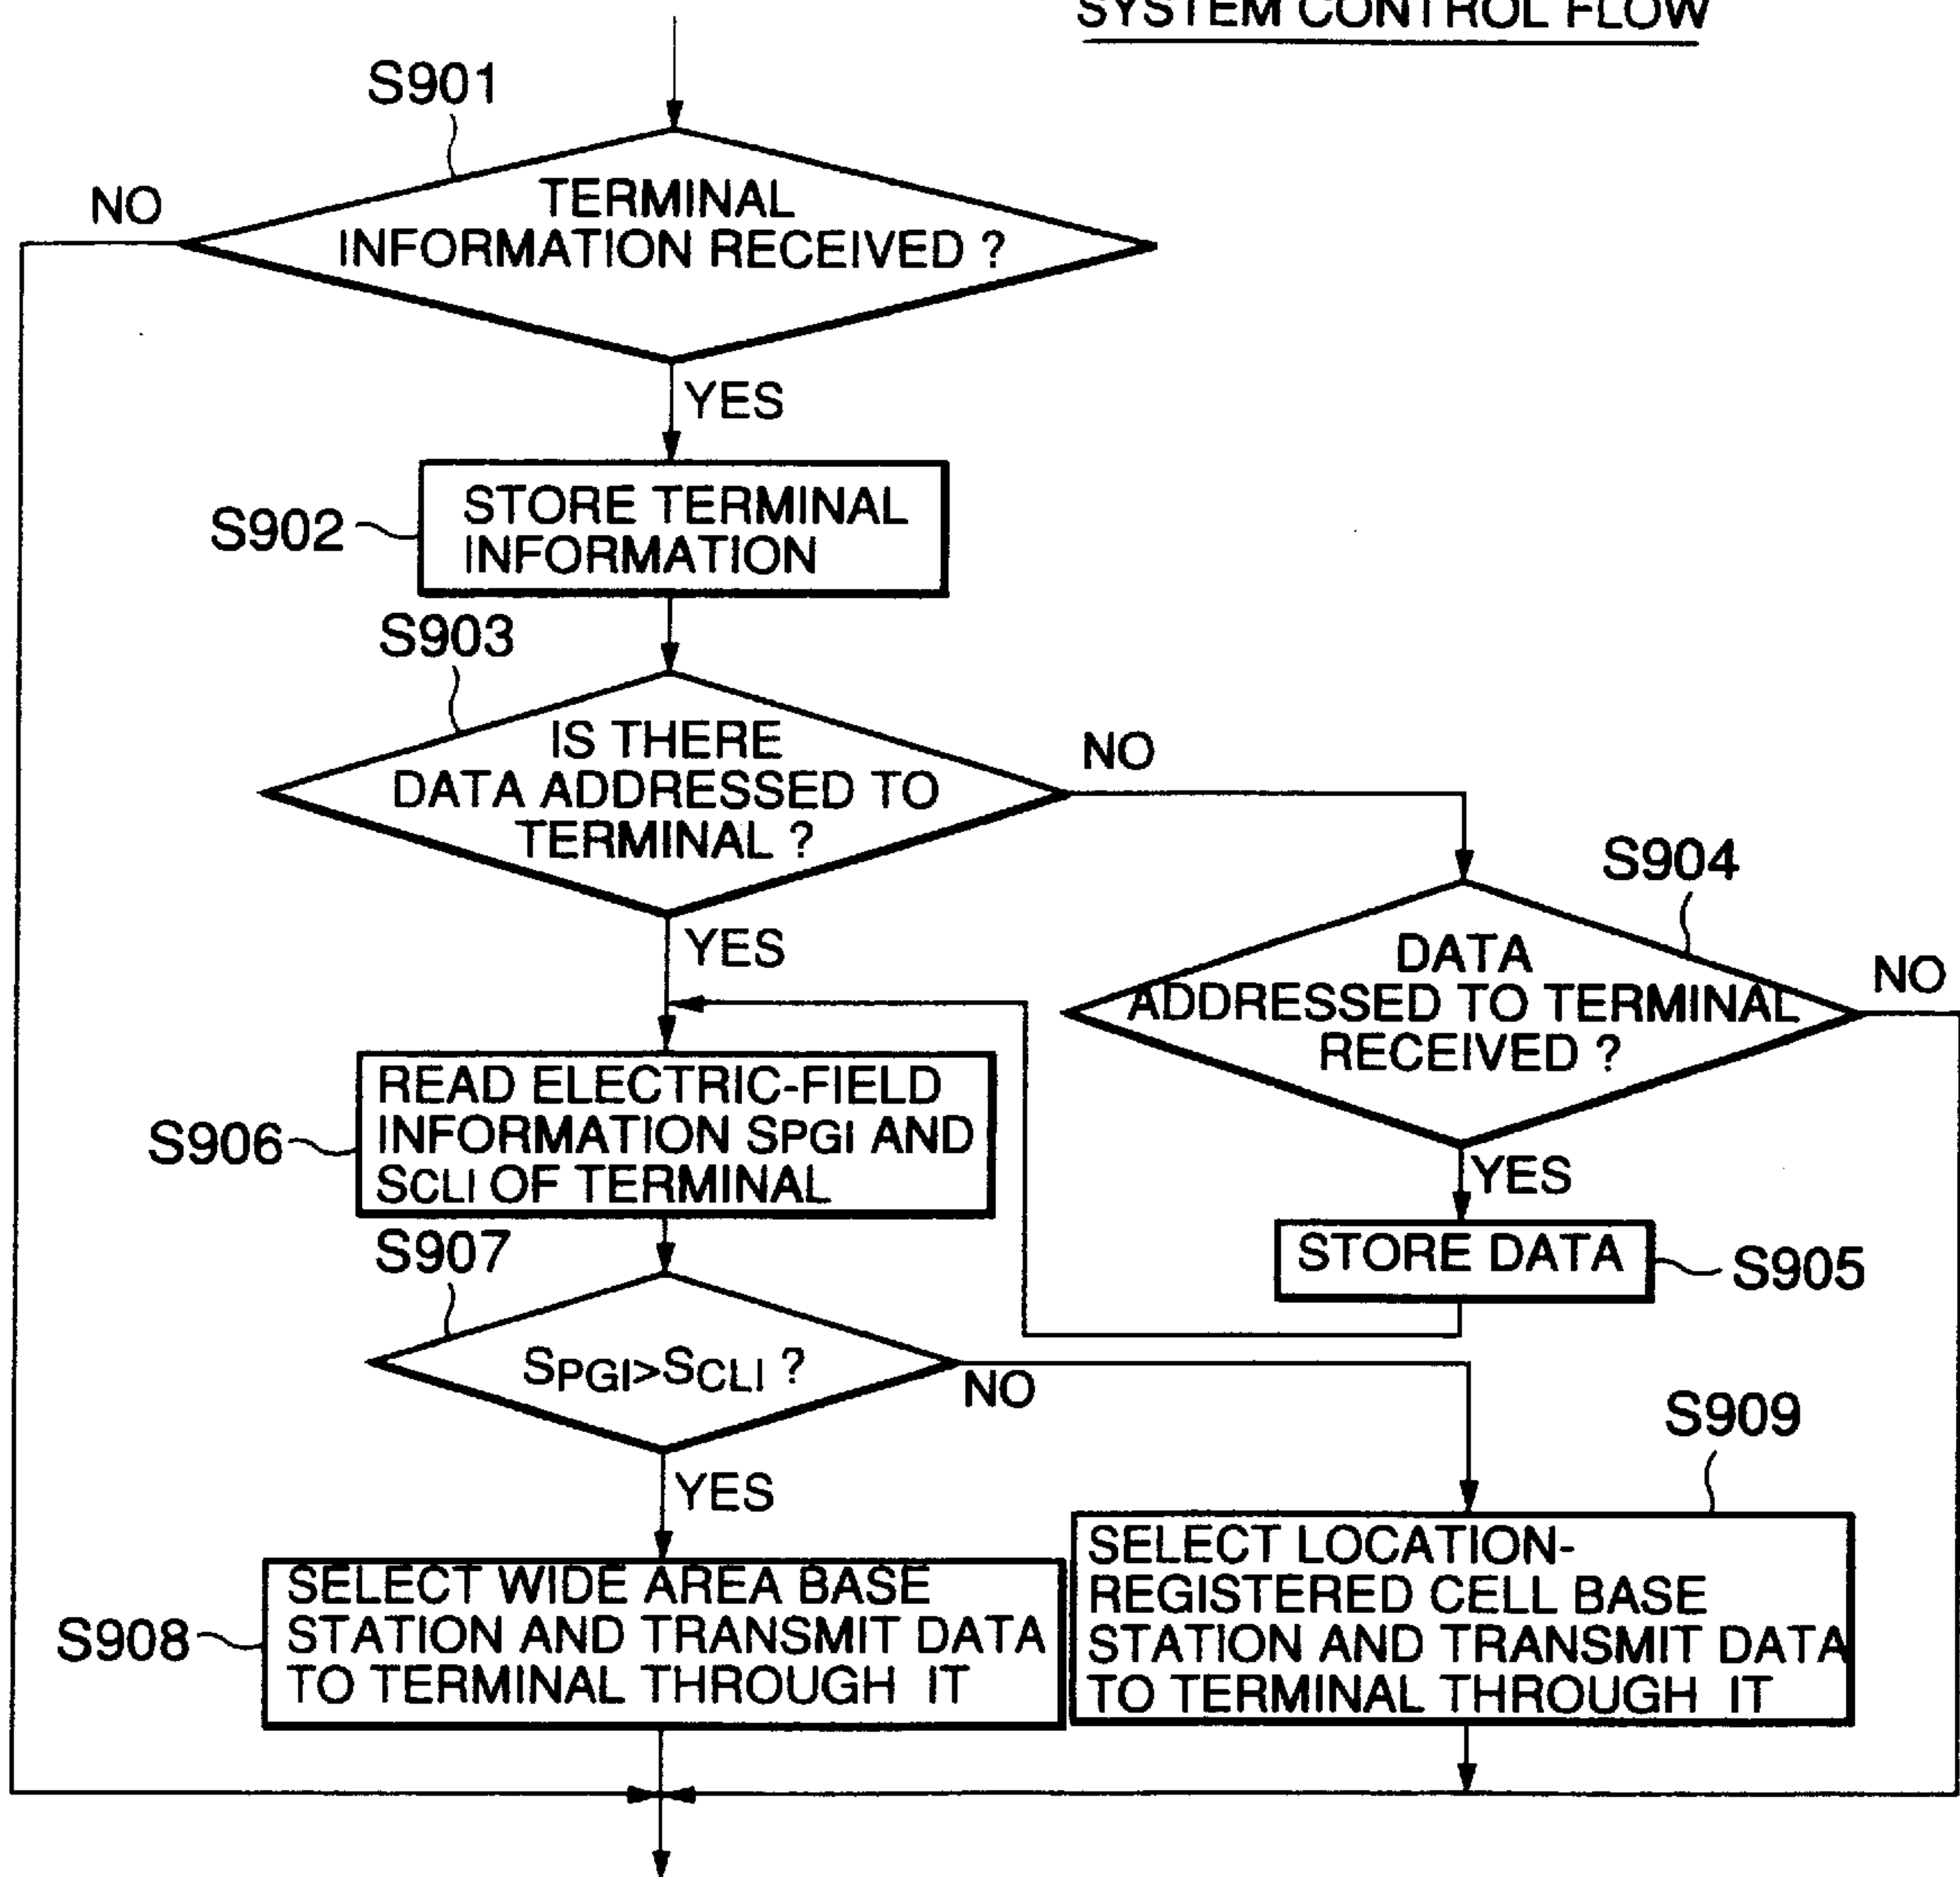 SYSTEM CONTROL FLOW
S901
NO
TERMINAL
INFORMATION RECEIVED ?
YES
S902
STORE TERMINAL
INFORMATION
S903
IS THERE
DATA ADDRESSED TO
TERMINAL ?
NO
YES
S904
DATA
ADDRESSED TO TERMINAL
RECEIVED ?
NO
YES
S906
READ ELECTRIC-FIELD
INFORMATION SPGI AND
SCLI OF TERMINAL
STORE DATA
S905
S907
SPGI>SCLI ?
NO
YES
S909
S908
SELECT WIDE AREA BASE
STATION AND TRANSMIT DATA
TO TERMINAL THROUGH IT
SELECT LOCATION-
REGISTERED CELL BASE
STATION AND TRANSMIT DATA
TO TERMINAL THROUGH IT